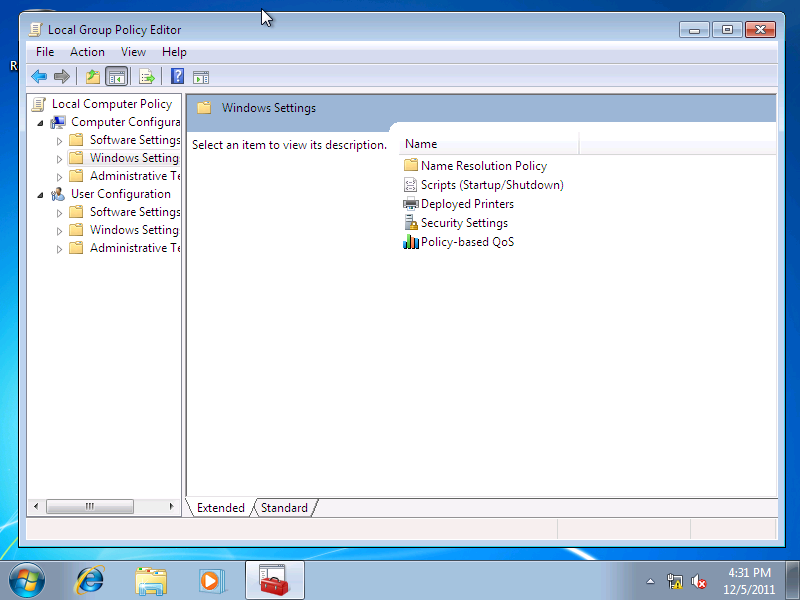 Local Group Policy Editor
File Action View Help
R
Local Computer Policy
Computer Configura
Software Settings
Windows Setting
Administrative Te
User Configuration
Software Settings
Windows Setting
Administrative Te
Windows Settings
Select an item to view its description.
Name
Name Resolution Policy
Scripts (Startup/Shutdown)
Deployed Printers
Security Settings
Policy-based QoS
Extended Standard
4:31 PM
12/5/2011